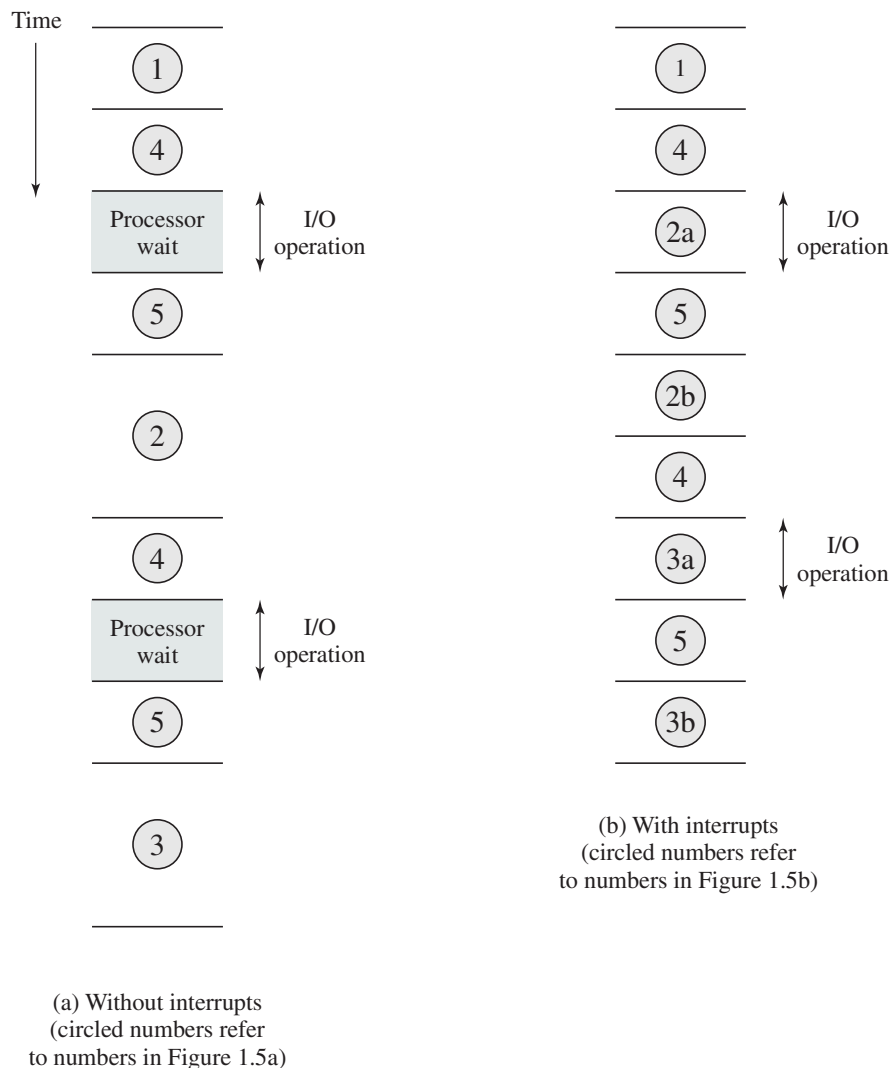 Time
1
4
Processor
wait
I/O
operation
5
2
4
Processor
wait
I/O
operation
5
3
(a) Without interrupts
(circled numbers refer
to numbers in Figure 1.5a)
1
4
2a
I/O
operation
5
2b
4
3a
I/O
operation
5
3b
(b) With interrupts
(circled numbers refer
to numbers in Figure 1.5b)